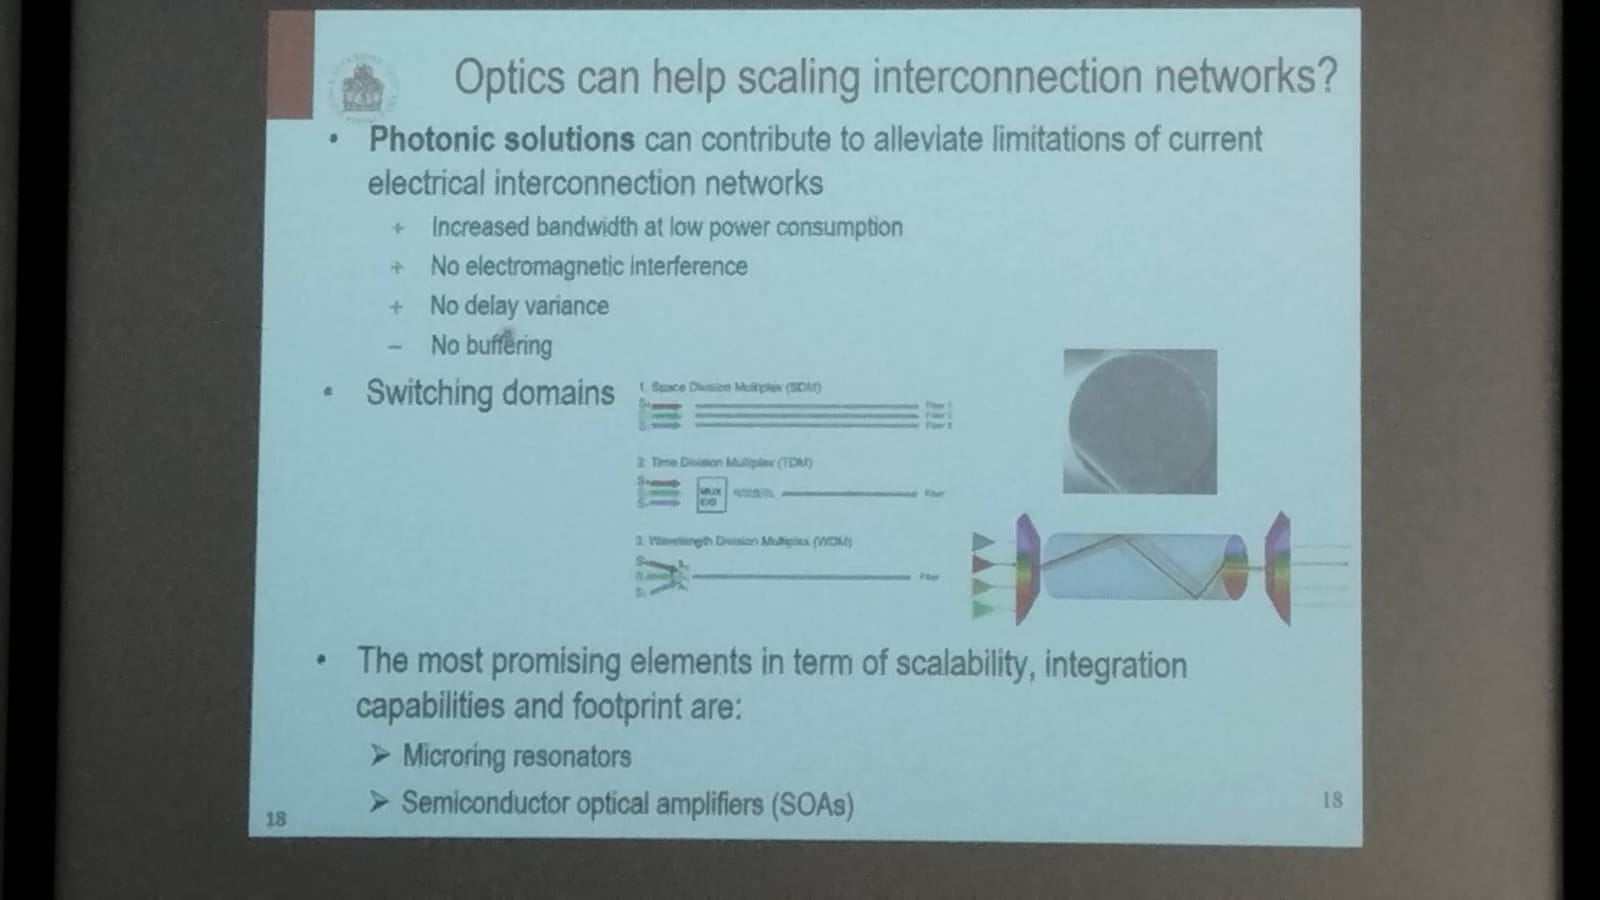 Optics can help scaling interconnection networks?
• Photonic solutions can contribute to alleviate limitations of current
electrical interconnection networks
+ Increased bandwidth at low power consumption
+ No electromagnetic interference
+ No delay variance
– No buffering
• Switching domains
1. Space Division Multiplex (SDM)
Fiber 1
Fiber 2
Fiber 3
2. Time Division Multiplex (TDM)
MUX
Fiber
3. Wavelength Division Multiplex (WDM)
Fiber
• The most promising elements in term of scalability, integration
capabilities and footprint are:
➢ Microring resonators
➢ Semiconductor optical amplifiers (SOAs)
18
18